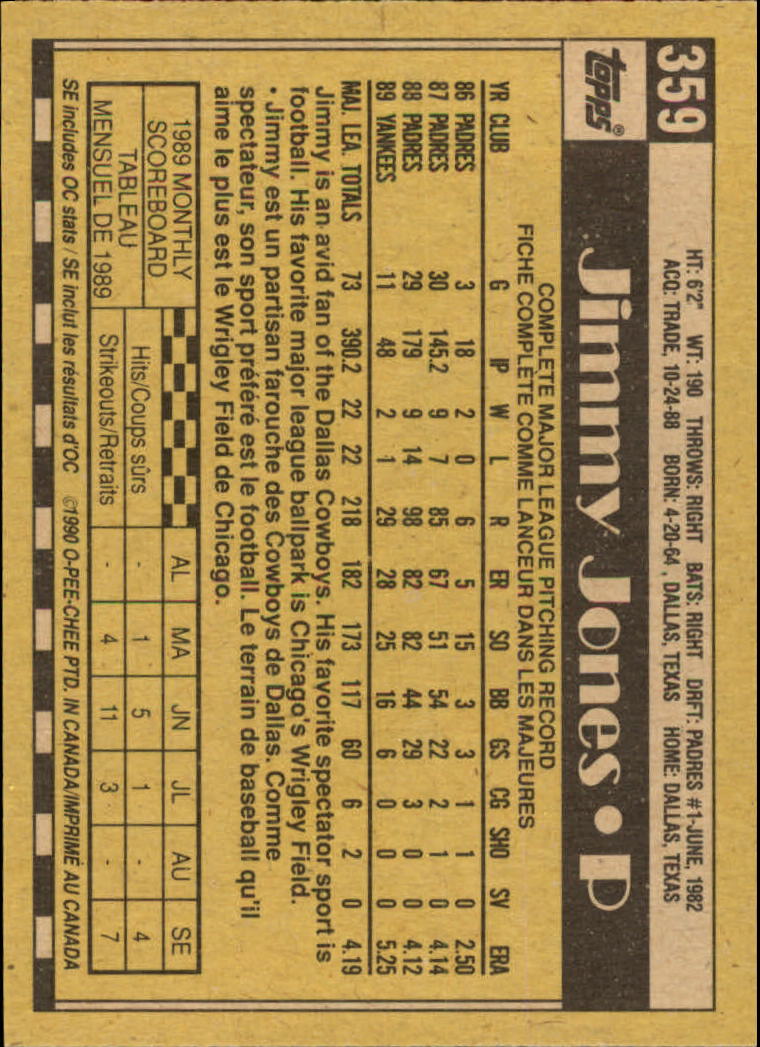 359
HT: 6'2" WT: 190 THROWS: RIGHT BATS: RIGHT DRFT: PADRES #1-JUNE, 1982
ACQ: TRADE, 10-24-88 BORN: 4-20-64, DALLAS, TEXAS HOME: DALLAS, TEXAS
topps®
Jimmy Jones • P
COMPLETE MAJOR LEAGUE PITCHING RECORD
FICHE COMPLÈTE COMME LANCEUR DANS LES MAJEURES
YR CLUB G IP W L R ER SO BB GS CG SHO SV ERA
86 PADRES 3 18 2 0 6 5 15 3 3 1 1 0 2.50
87 PADRES 30 145.2 9 7 85 67 51 54 22 2 1 0 4.14
88 PADRES 29 179 9 14 98 82 82 44 29 3 0 0 4.12
89 YANKEES 11 48 2 1 29 28 25 16 6 0 0 0 5.25
MAJ. LEA. TOTALS 73 390.2 22 22 218 182 173 117 60 6 2 0 4.19
Jimmy is an avid fan of the Dallas Cowboys. His favorite spectator sport is
football. His favorite major league ballpark is Chicago's Wrigley Field.
• Jimmy est un partisan farouche des Cowboys de Dallas. Comme
spectateur, son sport préféré est le football. Le terrain de baseball qu'il
aime le plus est le Wrigley Field de Chicago.
1989 MONTHLY
SCOREBOARD
TABLEAU
MENSUEL DE 1989
AL MA JN JL AU SE
Hits/Coups sûrs - 1 5 1 - 4
Strikeouts/Retraits - 4 11 3 - 7
SE includes OC stats / SE inclut les résultats d'OC ©1990 O-PEE-CHEE PTD. IN CANADA/IMPRIMÉ AU CANADA